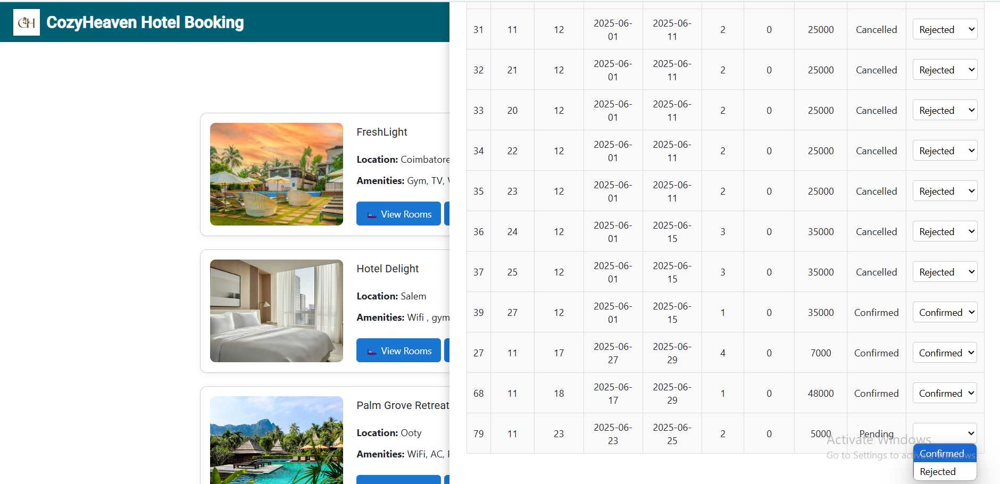 CH CozyHeaven Hotel Booking
FreshLight
Location: Coimbatore
Amenities: Gym, TV,
View Rooms
Hotel Delight
Location: Salem
Amenities: Wifi , gym
View Rooms
Palm Grove Retreat
Location: Ooty
Amenities: WiFi, AC,
31 11 12 2025-06-01 2025-06-11 2 0 25000 Cancelled Rejected
32 21 12 2025-06-01 2025-06-11 2 0 25000 Cancelled Rejected
33 20 12 2025-06-01 2025-06-11 2 0 25000 Cancelled Rejected
34 22 12 2025-06-01 2025-06-11 2 0 25000 Cancelled Rejected
35 23 12 2025-06-01 2025-06-11 2 0 25000 Cancelled Rejected
36 24 12 2025-06-01 2025-06-15 3 0 35000 Cancelled Rejected
37 25 12 2025-06-01 2025-06-15 3 0 35000 Cancelled Rejected
39 27 12 2025-06-01 2025-06-15 1 0 35000 Confirmed Confirmed
27 11 17 2025-06-27 2025-06-29 4 0 7000 Confirmed Confirmed
68 11 18 2025-06-17 2025-06-29 1 0 48000 Confirmed Confirmed
79 11 23 2025-06-23 2025-06-25 2 0 5000 Pending
Confirmed
Rejected
Activate Windows
Go to Settings to activate Windows.